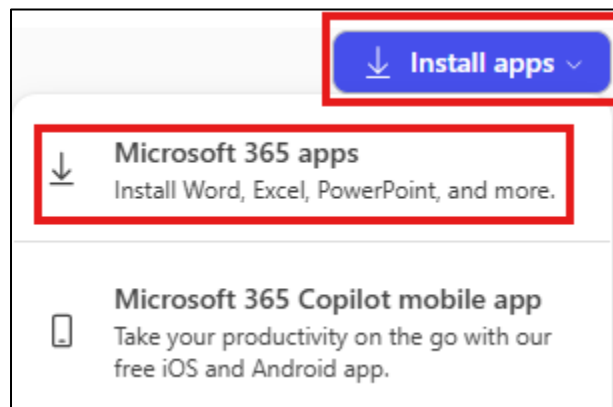 Install apps
Microsoft 365 apps
Install Word, Excel, PowerPoint, and more.
Microsoft 365 Copilot mobile app
Take your productivity on the go with our
free iOS and Android app.